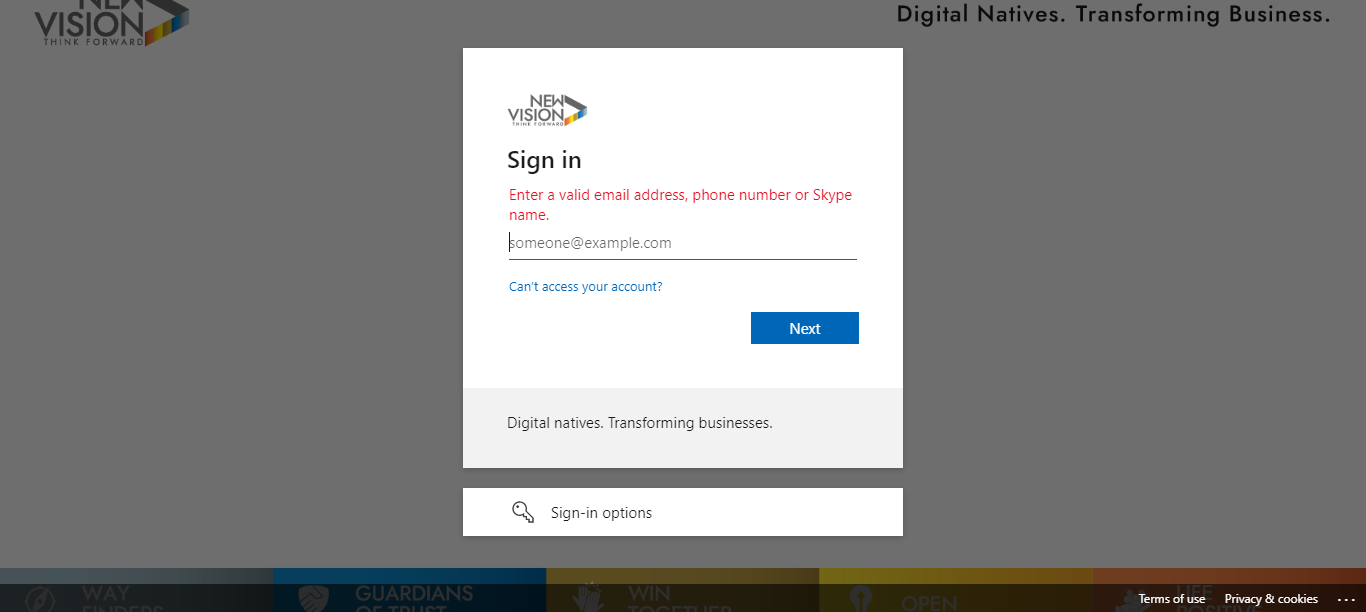 NEW
VISION
THINK FORWARD
Digital Natives. Transforming Business.
NEW
VISION
THINK FORWARD
Sign in
Enter a valid email address, phone number or Skype
name.
someone@example.com
Can't access your account?
Next
Digital natives. Transforming businesses.
Sign-in options
WAY
FINDERS
GUARDIANS
OF TRUST
WIN
TOGETHER
OPEN
LIFE
POSITIVE
Terms of use
Privacy & cookies
...